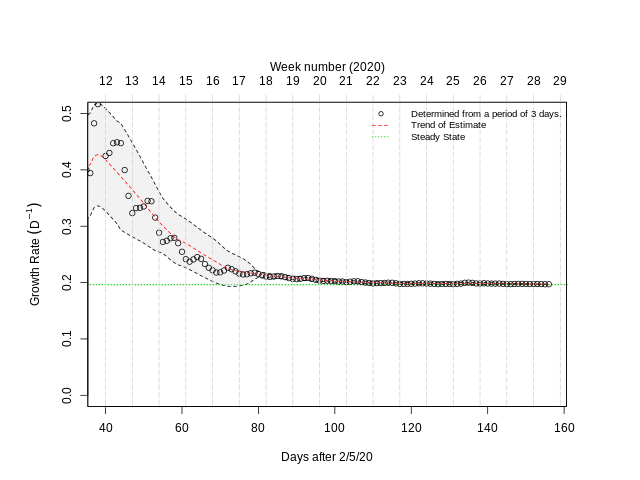 Week number (2020)
12 13 14 15 16 17 18 19 20 21 22 23 24 25 26 27 28 29
Determined from a period of 3 days.
Trend of Estimate
Steady State
0.5
0.4
0.3
0.2
0.1
0.0
Growth Rate (D⁻¹)
40 60 80 100 120 140 160
Days after 2/5/20